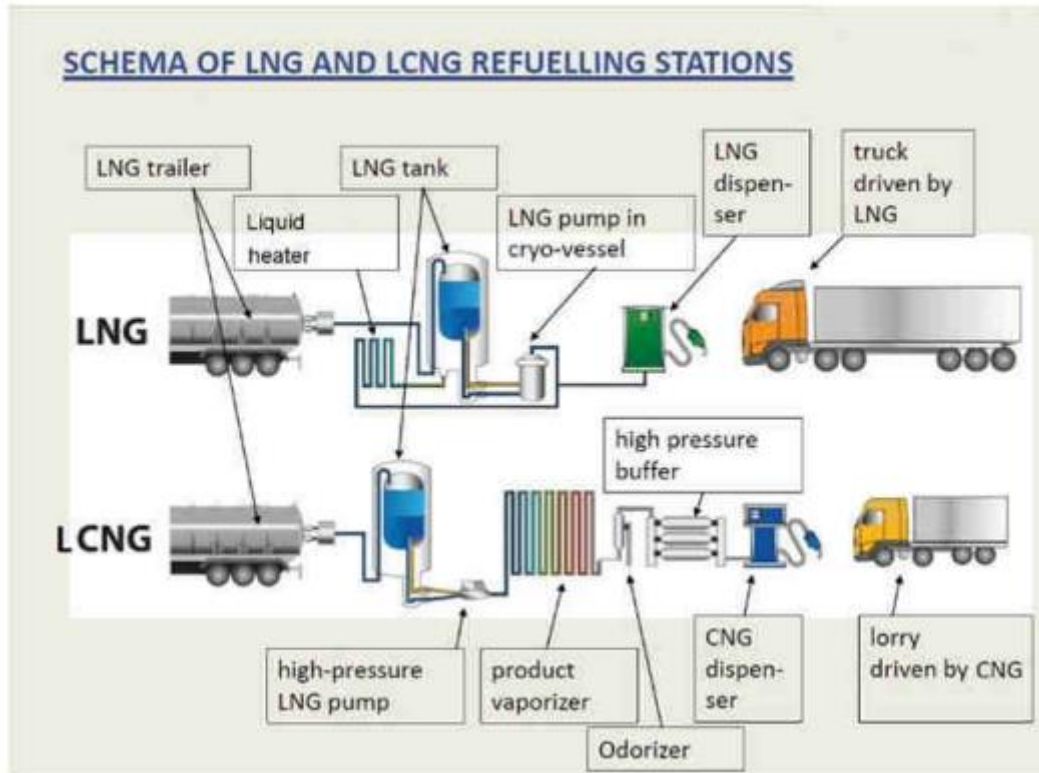 SCHEMA OF LNG AND LCNG REFUELLING STATIONS
LNG trailer
LNG tank
LNG
dispen-
ser
truck
driven by
LNG
Liquid
heater
LNG pump in
cryo-vessel
LNG
high pressure
buffer
LCNG
high-pressure
LNG pump
product
vaporizer
Odorizer
CNG
dispen-
ser
lorry
driven by CNG